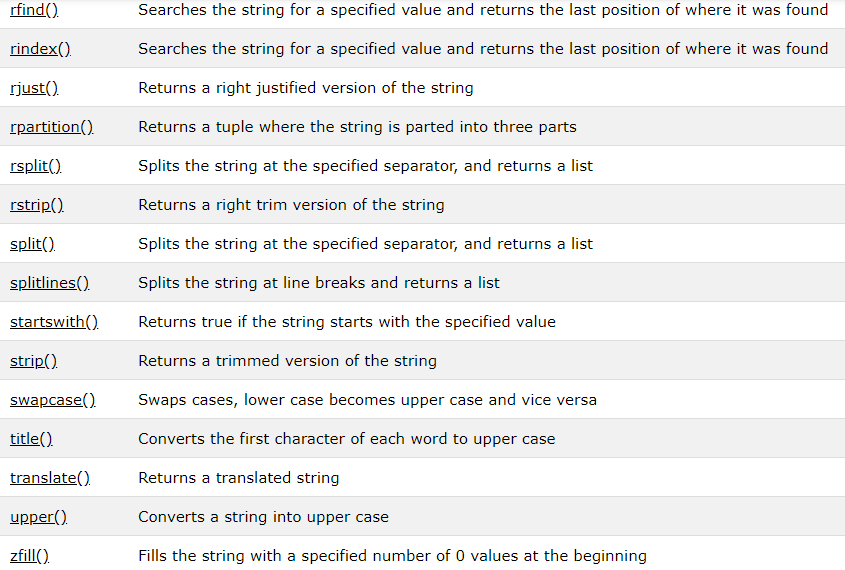 rfind() Searches the string for a specified value and returns the last position of where it was found
rindex() Searches the string for a specified value and returns the last position of where it was found
rjust() Returns a right justified version of the string
rpartition() Returns a tuple where the string is parted into three parts
rsplit() Splits the string at the specified separator, and returns a list
rstrip() Returns a right trim version of the string
split() Splits the string at the specified separator, and returns a list
splitlines() Splits the string at line breaks and returns a list
startswith() Returns true if the string starts with the specified value
strip() Returns a trimmed version of the string
swapcase() Swaps cases, lower case becomes upper case and vice versa
title() Converts the first character of each word to upper case
translate() Returns a translated string
upper() Converts a string into upper case
zfill() Fills the string with a specified number of 0 values at the beginning